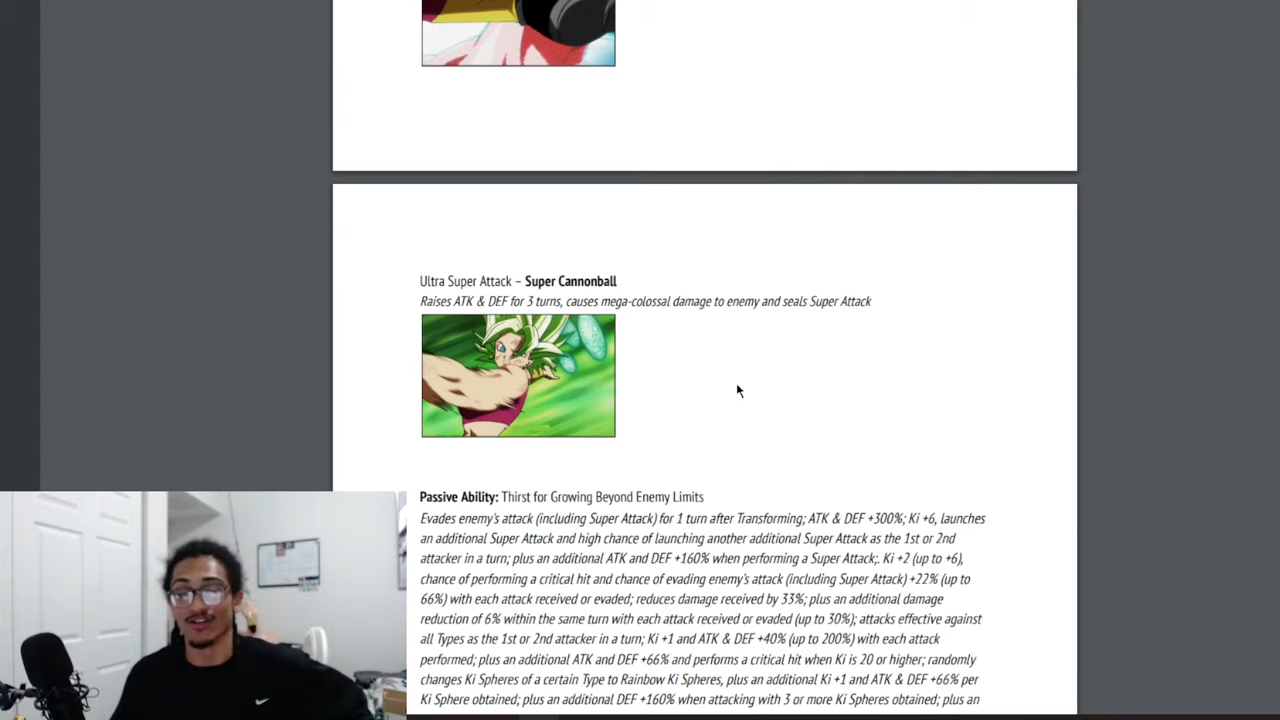 Ultra Super Attack – Super Cannonball
Raises ATK & DEF for 3 turns, causes mega-colossal damage to enemy and seals Super Attack
Passive Ability: Thirst for Growing Beyond Enemy Limits
Evades enemy's attack (including Super Attack) for 1 turn after Transforming; ATK & DEF +300%; Ki +6, launches
an additional Super Attack and high chance of launching another additional Super Attack as the 1st or 2nd
attacker in a turn; plus an additional ATK and DEF +160% when performing a Super Attack;. Ki +2 (up to +6),
chance of performing a critical hit and chance of evading enemy's attack (including Super Attack) +22% (up to
66%) with each attack received or evaded; reduces damage received by 33%; plus an additional damage
reduction of 6% within the same turn with each attack received or evaded (up to 30%); attacks effective against
all Types as the 1st or 2nd attacker in a turn; Ki +1 and ATK & DEF +40% (up to 200%) with each attack
performed; plus an additional ATK and DEF +66% and performs a critical hit when Ki is 20 or higher; randomly
changes Ki Spheres of a certain Type to Rainbow Ki Spheres, plus an additional Ki +1 and ATK & DEF +66% per
Ki Sphere obtained; plus an additional DEF +160% when attacking with 3 or more Ki Spheres obtained; plus an